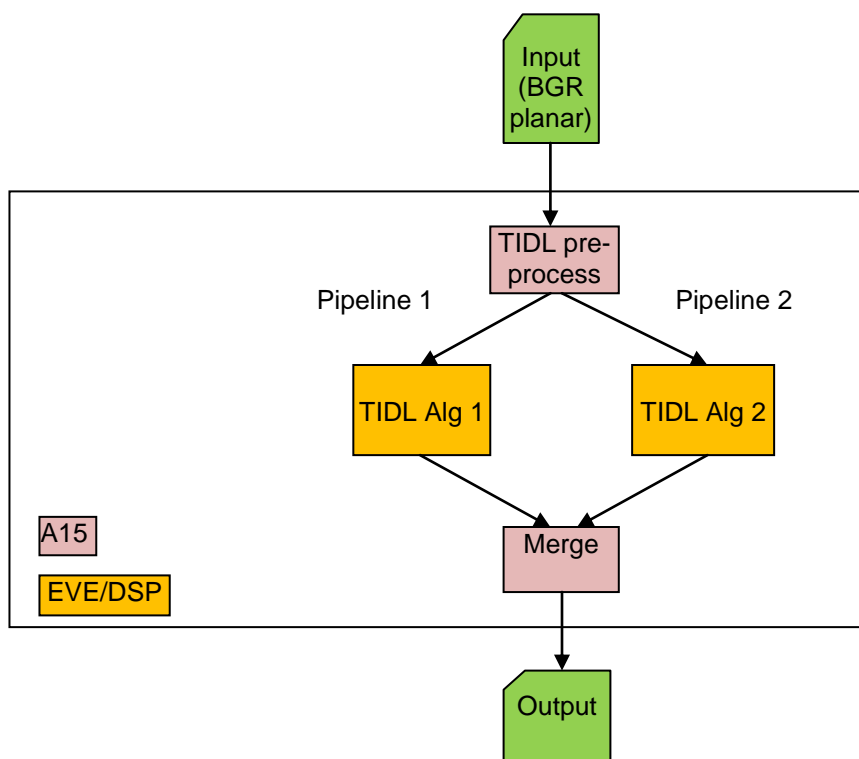 Input
(BGR
planar)
TIDL pre-
process
Pipeline 1
Pipeline 2
TIDL Alg 1
TIDL Alg 2
Merge
A15
EVE/DSP
Output